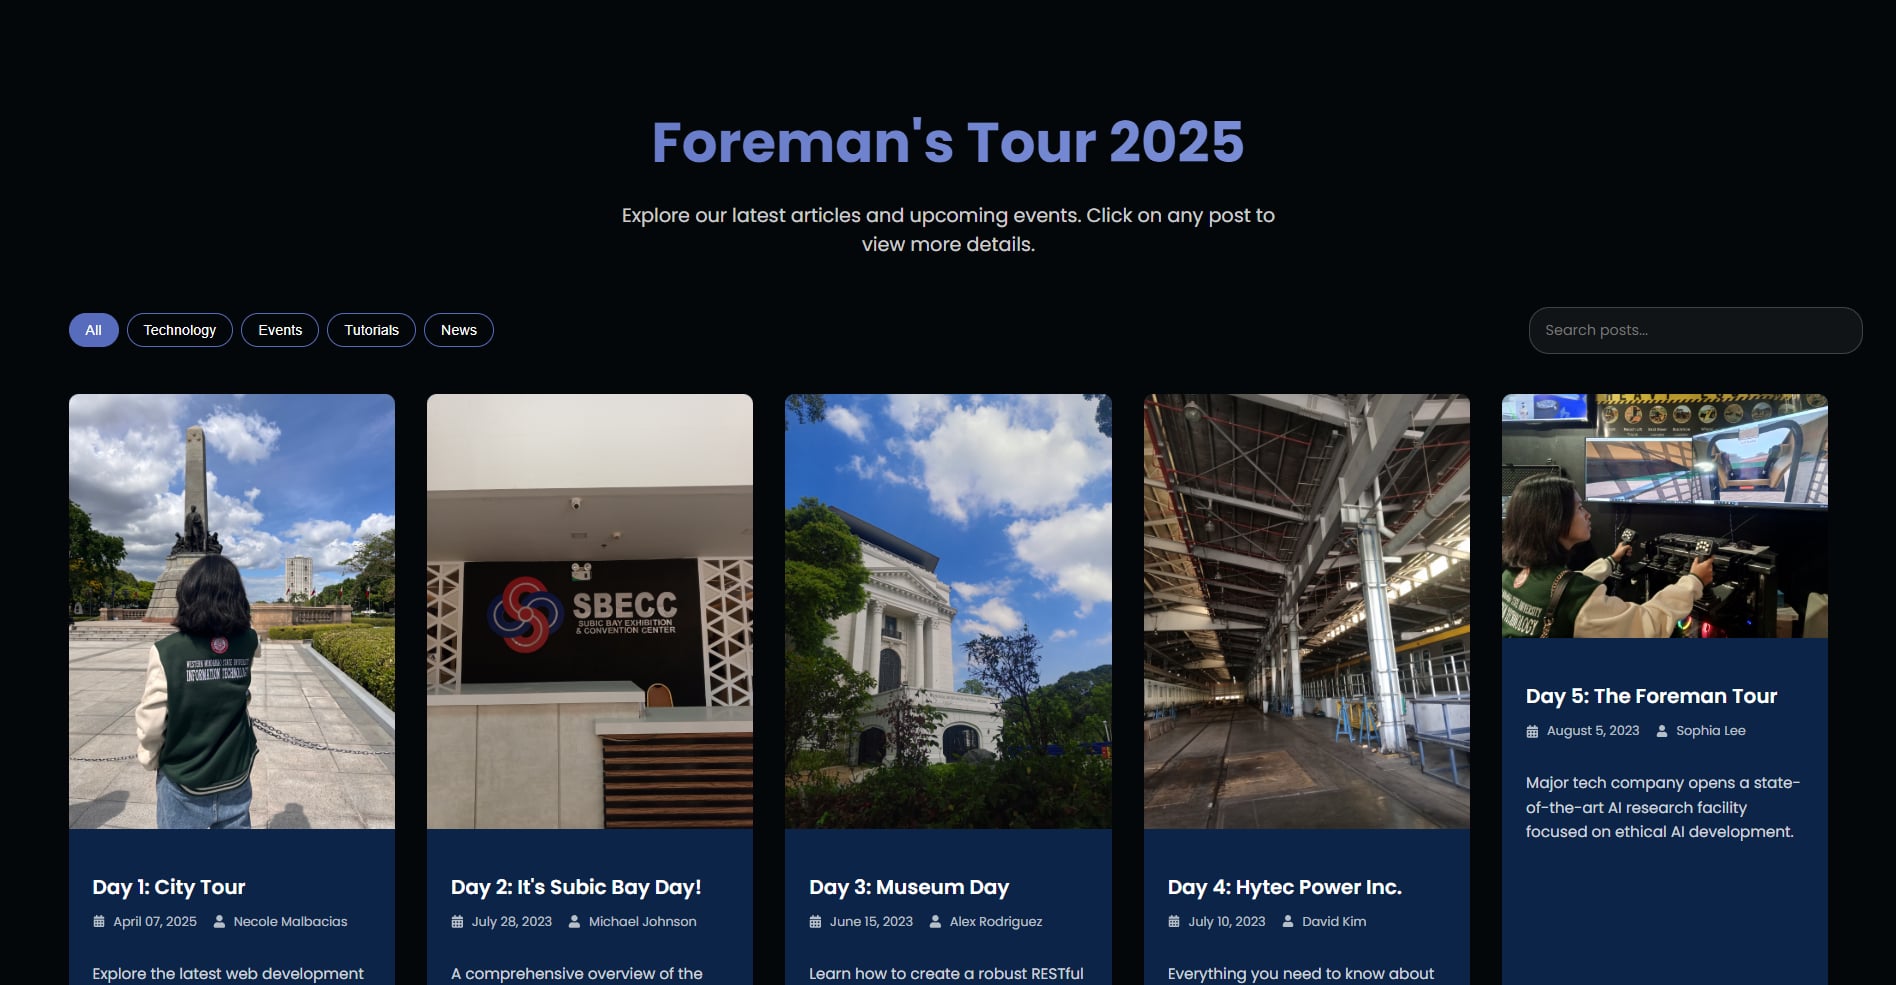 Foreman's Tour 2025
Explore our latest articles and upcoming events. Click on any post to
view more details.
All
Technology
Events
Tutorials
News
Search posts...
WESTERN MINDANAO STATE UNIVERSITY
INFORMATION TECHNOLOGY
Day 1: City Tour
April 07, 2025 Necole Malbacias
Explore the latest web development
SBECC
SUBIC BAY EXHIBITION
& CONVENTION CENTER
Day 2: It's Subic Bay Day!
July 28, 2023 Michael Johnson
A comprehensive overview of the
Day 3: Museum Day
June 15, 2023 Alex Rodriguez
Learn how to create a robust RESTful
Day 4: Hytec Power Inc.
July 10, 2023 David Kim
Everything you need to know about
Day 5: The Foreman Tour
August 5, 2023 Sophia Lee
Major tech company opens a state-
of-the-art AI research facility
focused on ethical AI development.